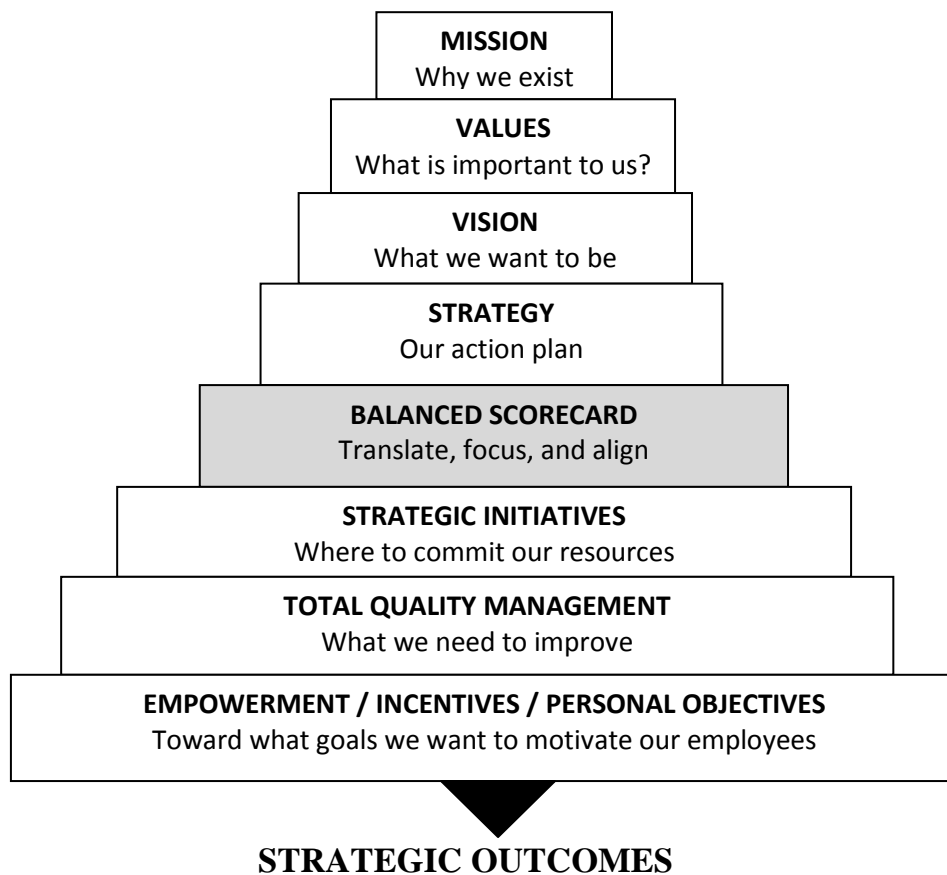 MISSION
Why we exist
VALUES
What is important to us?
VISION
What we want to be
STRATEGY
Our action plan
BALANCED SCORECARD
Translate, focus, and align
STRATEGIC INITIATIVES
Where to commit our resources
TOTAL QUALITY MANAGEMENT
What we need to improve
EMPOWERMENT / INCENTIVES / PERSONAL OBJECTIVES
Toward what goals we want to motivate our employees
STRATEGIC OUTCOMES